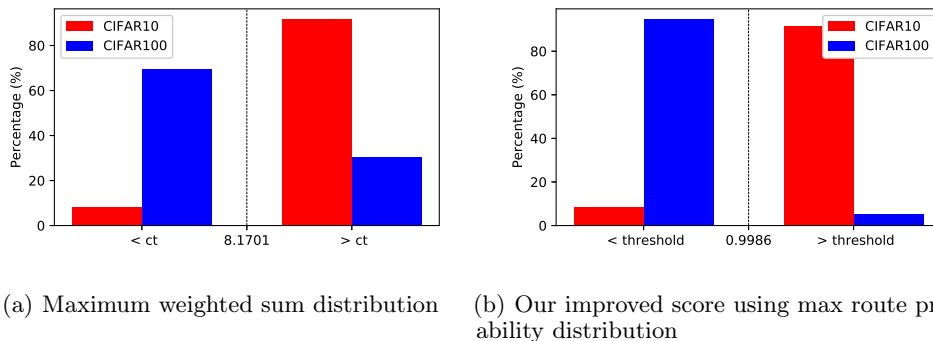 CIFAR10
CIFAR100
Percentage (%)
80
60
40
20
0
< ct
8.1701
> ct
(a) Maximum weighted sum distribution
CIFAR10
CIFAR100
Percentage (%)
80
60
40
20
0
< threshold
0.9986
> threshold
(b) Our improved score using max route pr
ability distribution